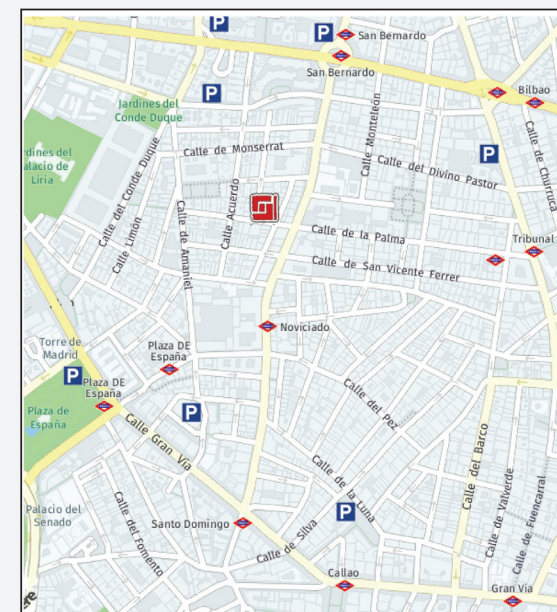 P
P
San Bernardo
San Bernardo
P
Bilbao
Jardines del
Conde Duque
Calle de Monserrat
Calle Monteleón
Calle de Churruca
P
rdines del
alacio de
Liria
Calle del Conde Duque
Calle del Divino Pastor
Calle Limón
Calle de Amaniel
Calle Acuerdo
Calle de la Palma
Tribunal
Calle de San Vicente Ferrer
Noviciado
Torre de
Madrid
Plaza DE
España
P
Plaza DE
España
Plaza de
España
P
Calle Gran Vía
Calle del Pez
Calle del Barco
Calle de la Luna
Calle de Valverde
Calle de Fuencarral
Palacio del
Senado
Calle del Fomento
Santo Domingo
Calle de Silva
P
Callao
Gran Vía